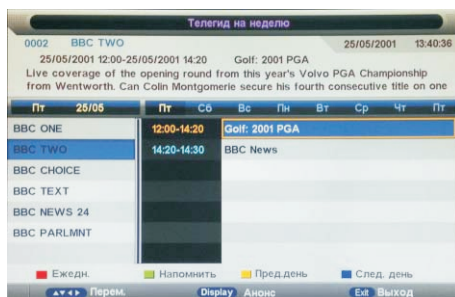 Телегид на неделю
0002 BBC TWO 25/05/2001 13:40:36
25/05/2001 12:00-25/05/2001 14:20 Golf: 2001 PGA
Live coverage of the opening round from this year's Volvo PGA Championship
from Wentworth. Can Colin Montgomerie secure his fourth consecutive title on one
Пт 25/05 Пт Сб Вс Пн Вт Ср Чт Пт
BBC ONE 12:00-14:20 Golf: 2001 PGA
BBC TWO 14:20-14:30 BBC News
BBC CHOICE
BBC TEXT
BBC NEWS 24
BBC PARLMNT
Ежедн. Напомнить Пред.день След. день
Перем. Display Анонс Exit Выход